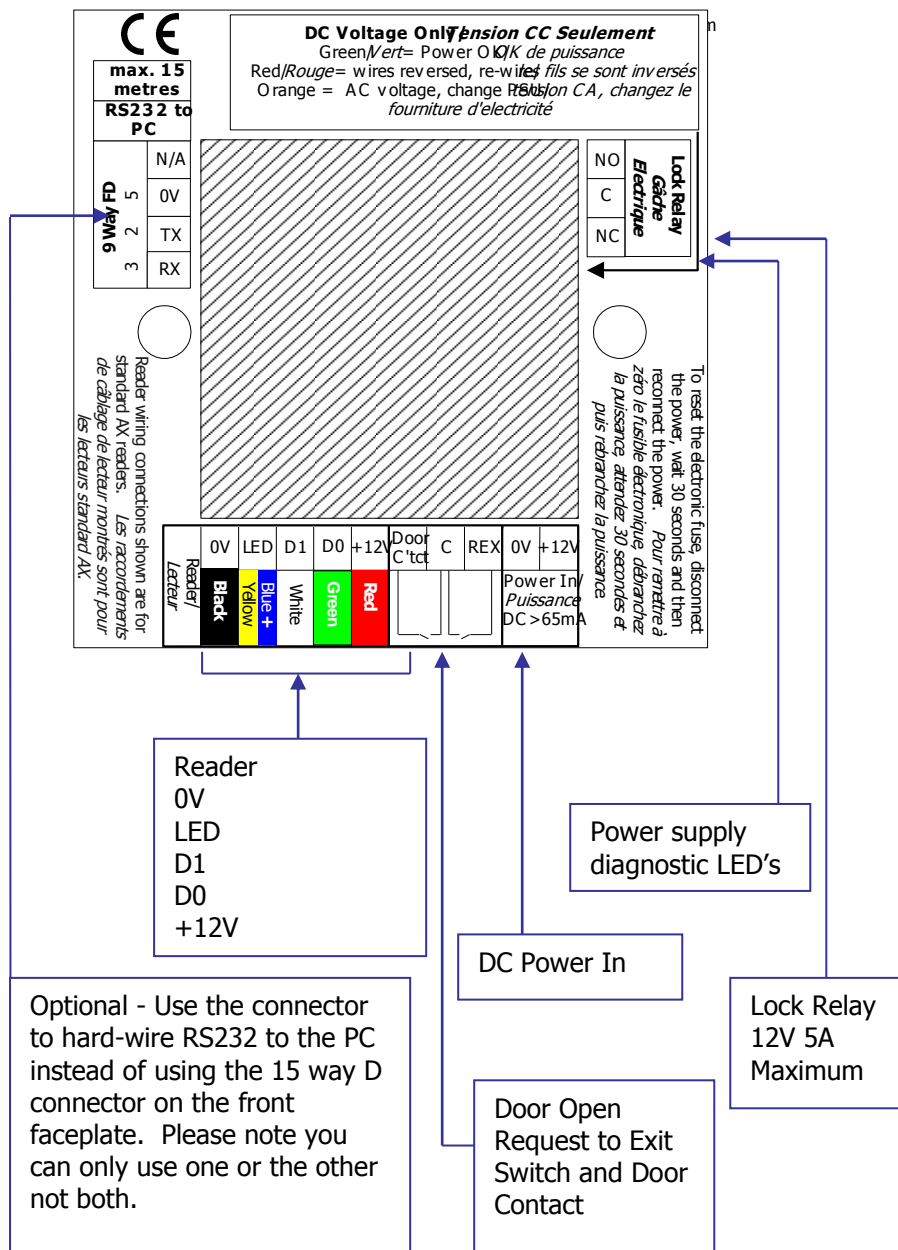 CE
DC Voltage Only/Tension CC Seulement
Green/Vert= Power OK/OK de puissance
Red/Rouge= wires reversed, re-wire/les fils se sont inversés
Orange = AC voltage, change PSU/tension CA, changez le
fourniture d'electricité
m
max. 15
metres
RS232 to
PC
9 Way FD
N/A
5 0V
2 TX
3 RX
NO
C
NC
Lock Relay
Gâche
Electrique
Reader wiring connections shown are for
standard AX readers. Les raccordements
de câblage de lecteur montrés sont pour
les lecteurs standard AX.
To reset the electronic fuse, disconnect
the power, wait 30 seconds and then
reconnect the power. Pour remettre à
zéro le fusible électronique, débranchez
la puissance, attendez 30 secondes et
puis rebranchez la puissance
Reader/
Lecteur
0V LED D1 D0 +12V
Black
Yellow
Blue +
White
Green
Red
Door
C'tct
C REX
0V +12V
Power In/
Puissance
DC >65mA
Reader
0V
LED
D1
D0
+12V
Power supply
diagnostic LED's
DC Power In
Lock Relay
12V 5A
Maximum
Optional - Use the connector
to hard-wire RS232 to the PC
instead of using the 15 way D
connector on the front
faceplate. Please note you
can only use one or the other
not both.
Door Open
Request to Exit
Switch and Door
Contact